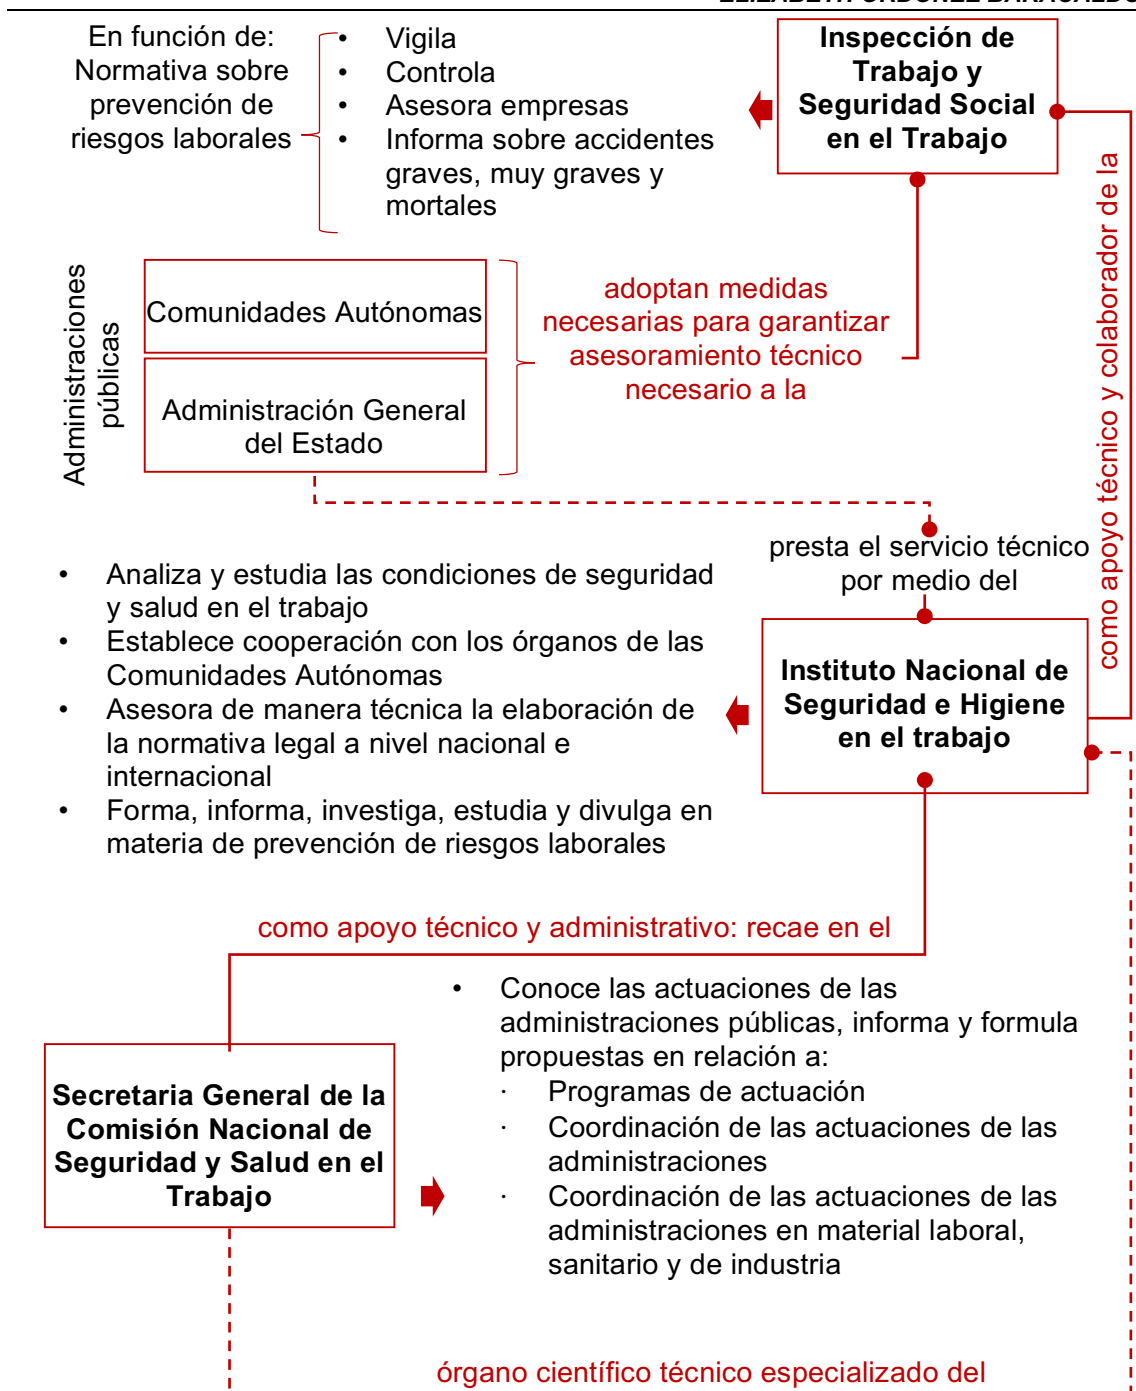 En función de:
Normativa sobre
prevención de
riesgos laborales
• Vigila
• Controla
• Asesora empresas
• Informa sobre accidentes
graves, muy graves y
mortales
Inspección de
Trabajo y
Seguridad Social
en el Trabajo
Administraciones
públicas
Comunidades Autónomas
Administración General
del Estado
adoptan medidas
necesarias para garantizar
asesoramiento técnico
necesario a la
como apoyo técnico y colaborador de la
presta el servicio técnico
por medio del
• Analiza y estudia las condiciones de seguridad
y salud en el trabajo
• Establece cooperación con los órganos de las
Comunidades Autónomas
• Asesora de manera técnica la elaboración de
la normativa legal a nivel nacional e
internacional
• Forma, informa, investiga, estudia y divulga en
materia de prevención de riesgos laborales
Instituto Nacional de
Seguridad e Higiene
en el trabajo
como apoyo técnico y administrativo: recae en el
Secretaria General de la
Comisión Nacional de
Seguridad y Salud en el
Trabajo
• Conoce las actuaciones de las
administraciones públicas, informa y formula
propuestas en relación a:
· Programas de actuación
· Coordinación de las actuaciones de las
administraciones
· Coordinación de las actuaciones de las
administraciones en material laboral,
sanitario y de industria
órgano científico técnico especializado del